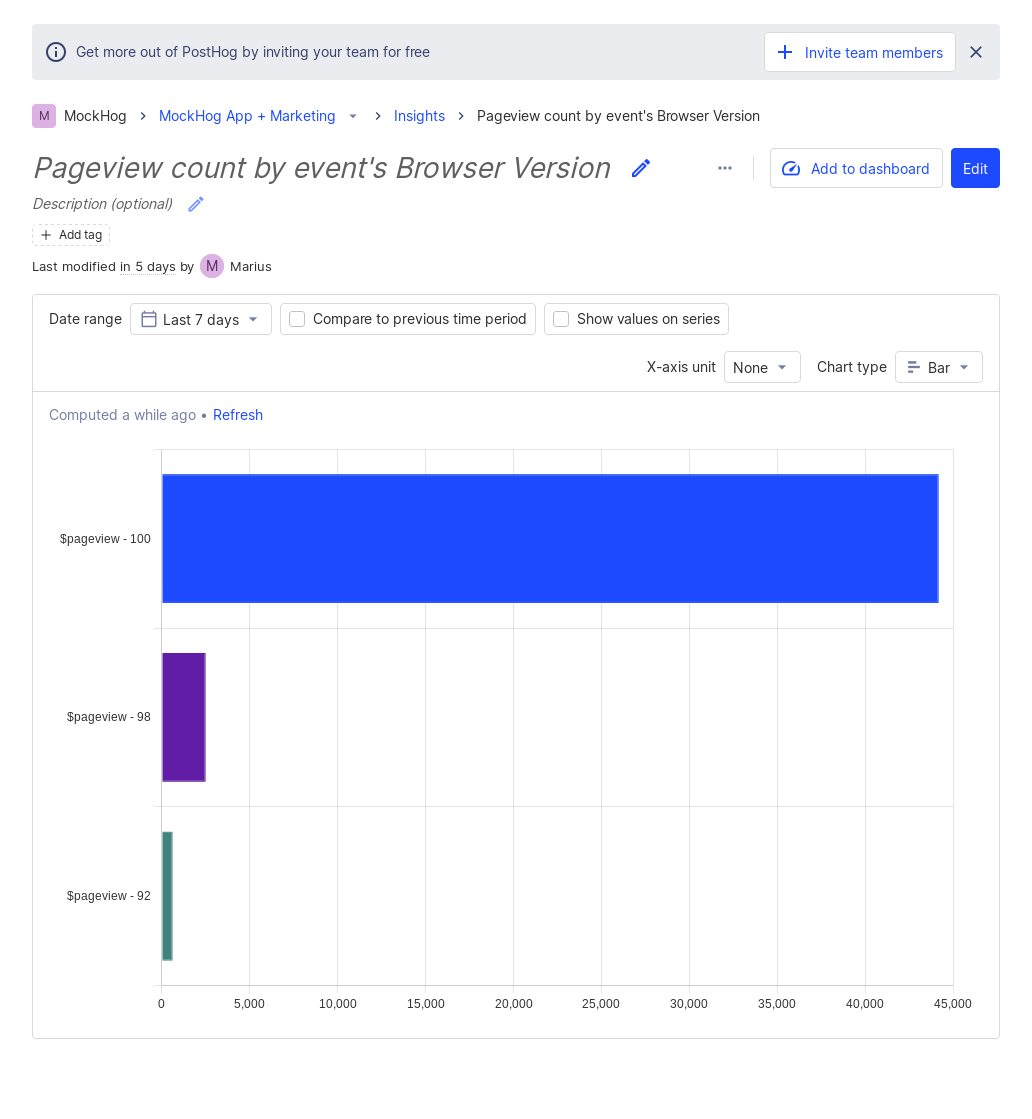 Get more out of PostHog by inviting your team for free
Invite team members
M MockHog MockHog App + Marketing Insights Pageview count by event's Browser Version
Pageview count by event's Browser Version
Add to dashboard
Edit
Description (optional)
Add tag
Last modified in 5 days by M Marius
Date range Last 7 days Compare to previous time period Show values on series
X-axis unit None Chart type Bar
Computed a while ago • Refresh
$pageview - 100
$pageview - 98
$pageview - 92
0 5,000 10,000 15,000 20,000 25,000 30,000 35,000 40,000 45,000